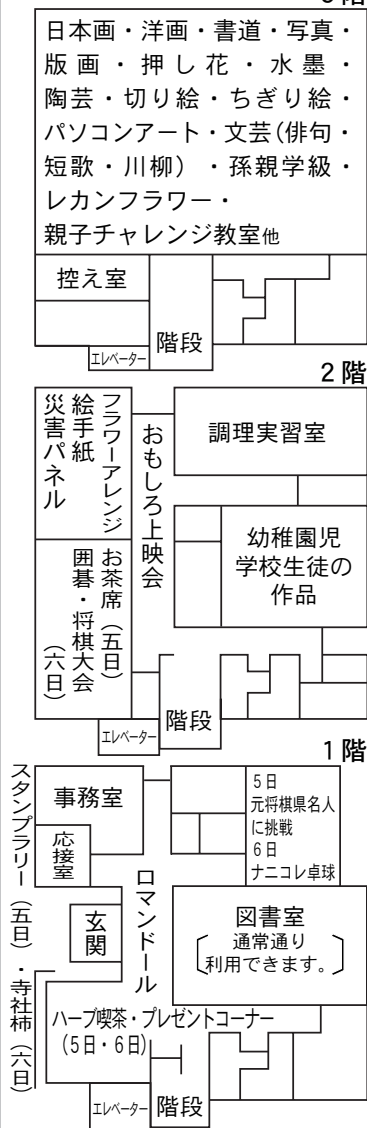 日本画・洋画・書道・写真・
版画・押し花・水墨・
陶芸・切り絵・ちぎり絵・
パソコンアート・文芸(俳句・
短歌・川柳)・孫親学級・
レカンフラワー・
親子チャレンジ教室他
控え室
階段
エレベーター
2階
フラワーアレンジ
絵手紙
災害パネル
おもしろ上映会
調理実習室
お茶席(五日)
囲碁・将棋大会
(六日)
幼稚園児
学校生徒の
作品
階段
エレベーター
1階
スタンプラリー(五日)・寺社柿(六日)
事務室
応接室
玄関
ロマンドール
5日
元将棋県名人
に挑戦
6日
ナニコレ卓球
図書室
通常通り
利用できます。
ハーブ喫茶・プレゼントコーナー
(5日・6日)
エレベーター
階段